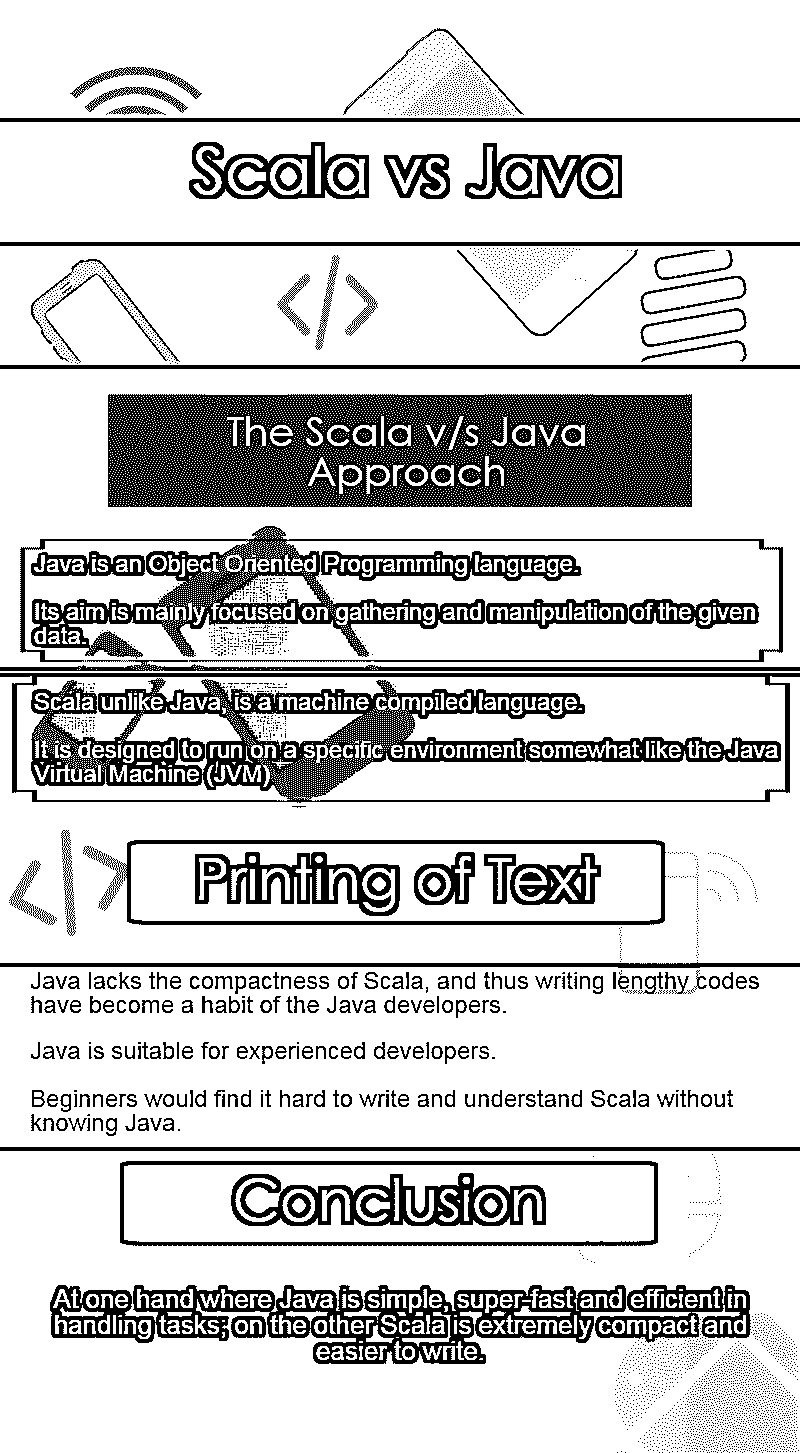 Scala vs Java
</>
The Scala v/s Java
Approach
Java is an Object Oriented Programming language.
Its aim is mainly focused on gathering and manipulation of the given
data.
Scala unlike Java, is a machine compiled language.
It is designed to run on a specific environment somewhat like the Java
Virtual Machine (JVM)
</>
Printing of Text
Java lacks the compactness of Scala, and thus writing lengthy codes
have become a habit of the Java developers.
Java is suitable for experienced developers.
Beginners would find it hard to write and understand Scala without
knowing Java.
Conclusion
At one hand where Java is simple, super-fast and efficient in
handling tasks; on the other Scala is extremely compact and
easier to write.